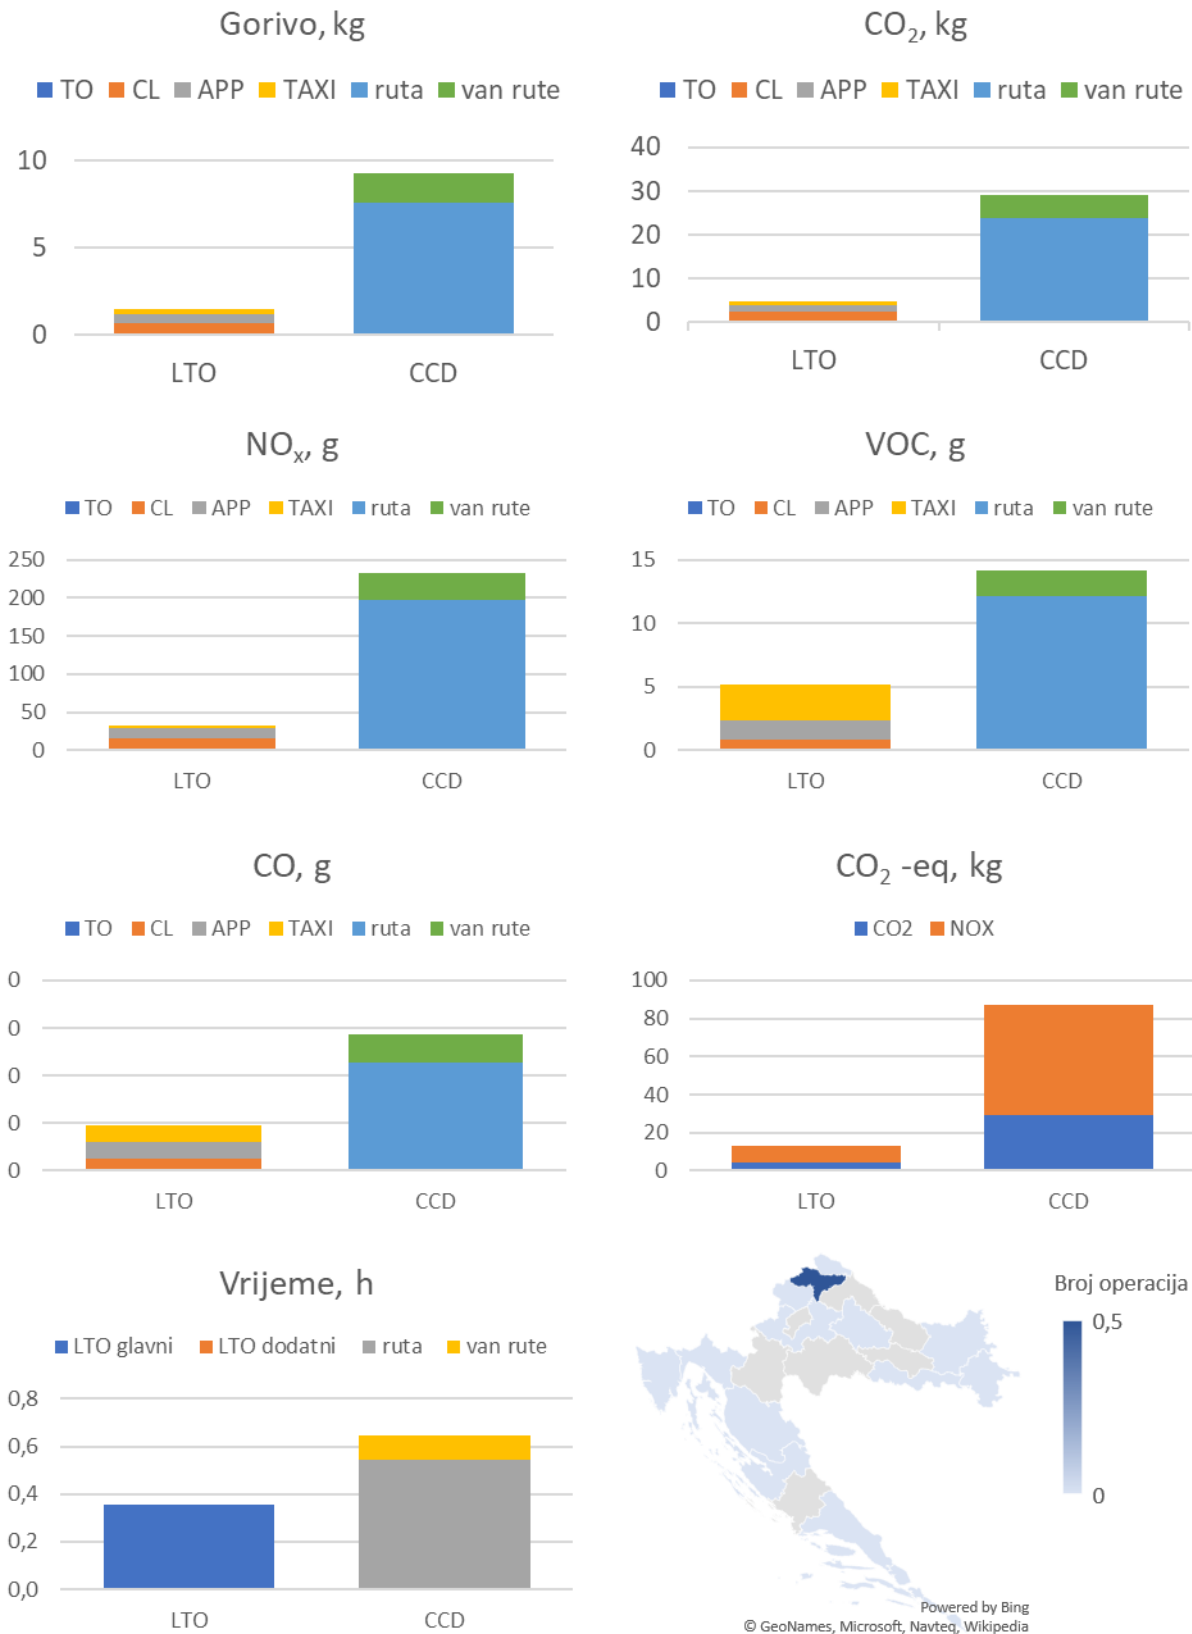 Gorivo, kg
TO CL APP TAXI ruta van rute
10
5
0
LTO CCD
CO₂, kg
TO CL APP TAXI ruta van rute
40
30
20
10
0
LTO CCD
NOₓ, g
TO CL APP TAXI ruta van rute
250
200
150
100
50
0
LTO CCD
VOC, g
TO CL APP TAXI ruta van rute
15
10
5
0
LTO CCD
CO, g
TO CL APP TAXI ruta van rute
0
0
0
0
0
LTO CCD
CO₂ -eq, kg
CO2 NOX
100
80
60
40
20
0
LTO CCD
Vrijeme, h
LTO glavni LTO dodatni ruta van rute
0,8
0,6
0,4
0,2
0,0
LTO CCD
Broj operacija
0,5
0
Powered by Bing
© GeoNames, Microsoft, Navteq, Wikipedia